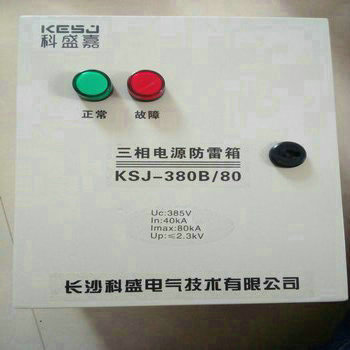 KESJ
科盛嘉
正常 故障
三相电源防雷箱
KSJ-380B/80
Uc:385V
In:40kA
Imax:80kA
Up:≤2.3kV
长沙科盛电气技术有限公司